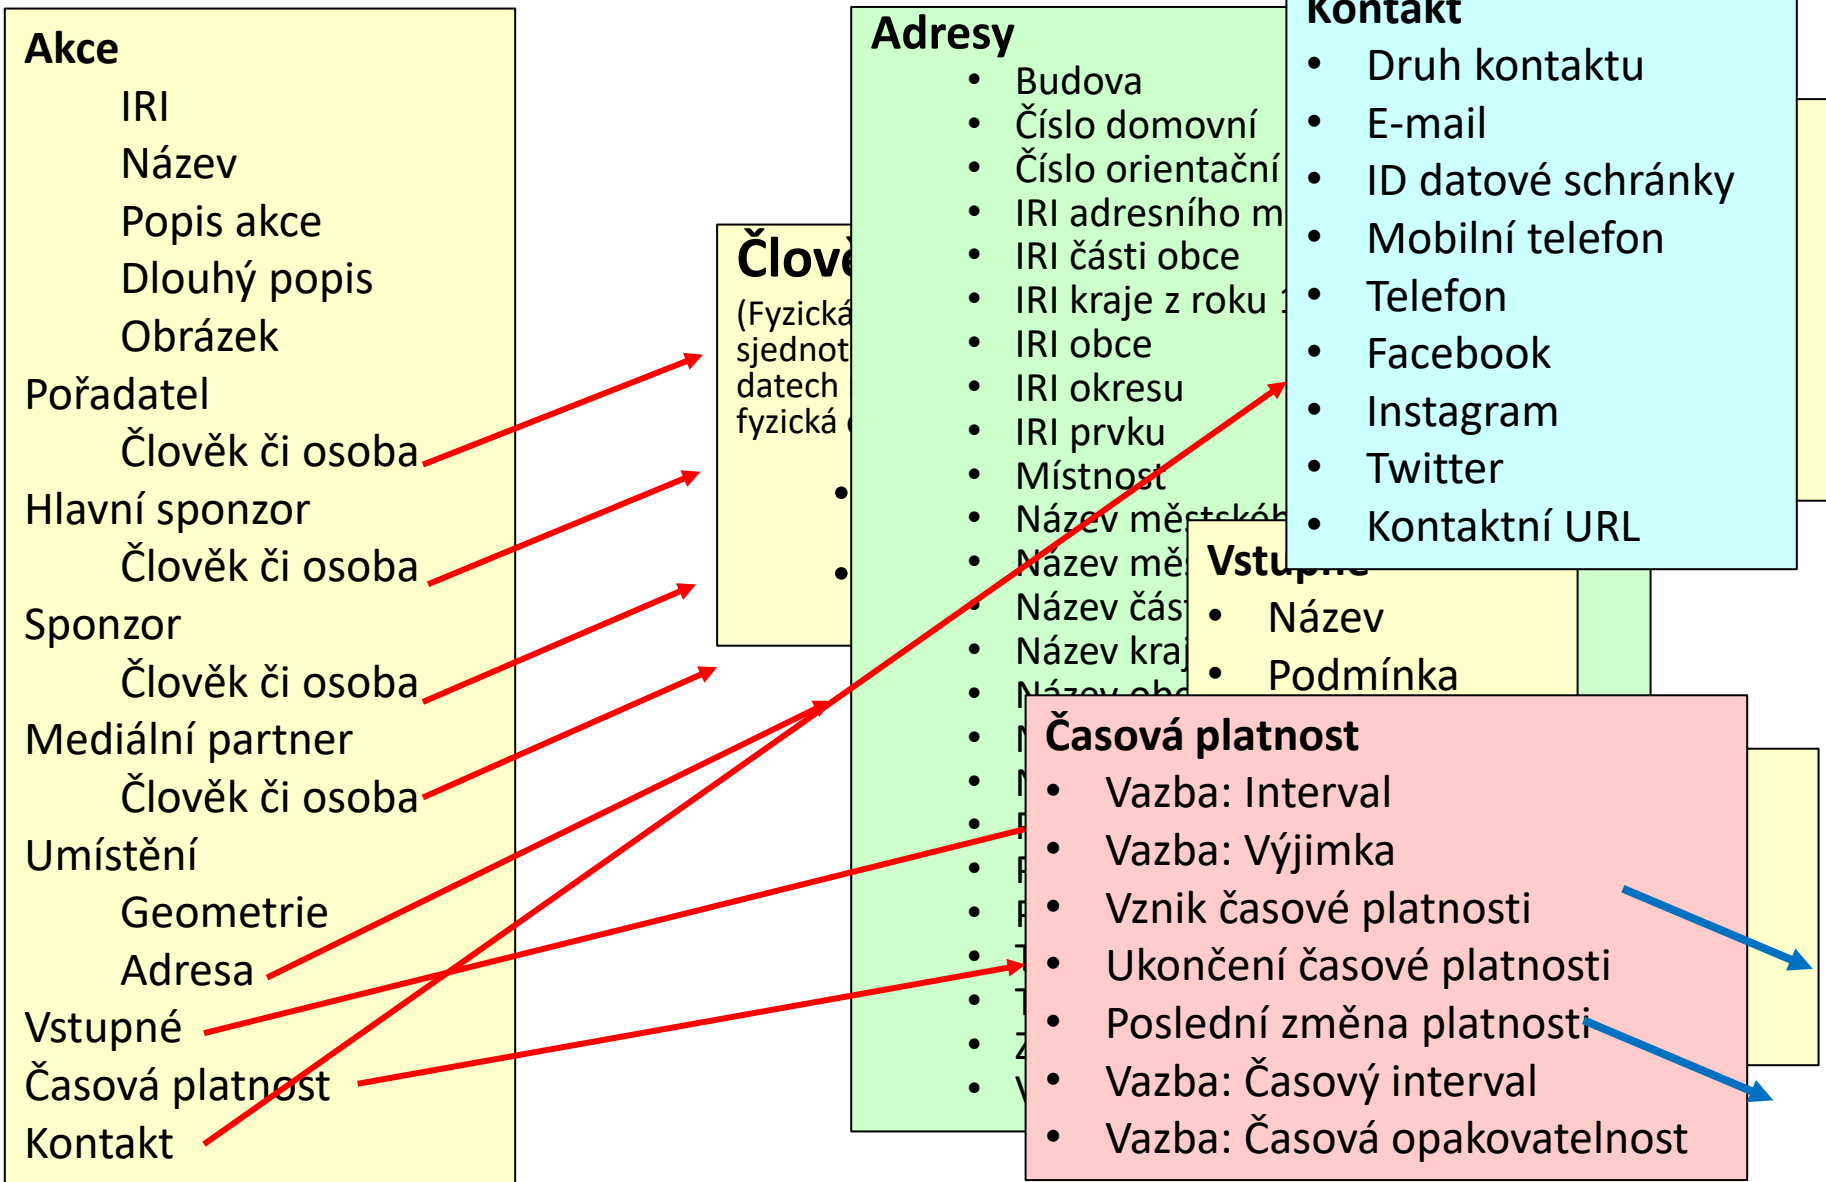 Akce
IRI
Název
Popis akce
Dlouhý popis
Obrázek
Pořadatel
Člověk či osoba
Hlavní sponzor
Člověk či osoba
Sponzor
Člověk či osoba
Mediální partner
Člověk či osoba
Umístění
Geometrie
Adresa
Vstupné
Časová platnost
Kontakt
(Fyzická
datech
fyzická
Adresy
• Budova
• Číslo domovní
• Číslo orientační
• IRI adresního
• IRI části obce
• IRI kraje z roku
• IRI obce
• IRI okresu
• IRI prvku
• Místnost
• Název
• Název
• Název
• Název
• Název
Kontakt
• Druh kontaktu
• E-mail
• ID datové schránky
• Mobilní telefon
• Telefon
• Facebook
• Instagram
• Twitter
• Kontaktní URL
Vstupné
• Název
• Podmínka
Časová platnost
• Vazba: Interval
• Vazba: Výjimka
• Vznik časové platnosti
• Ukončení časové platnosti
• Poslední změna platnosti
• Vazba: Časový interval
• Vazba: Časová opakovatelnost